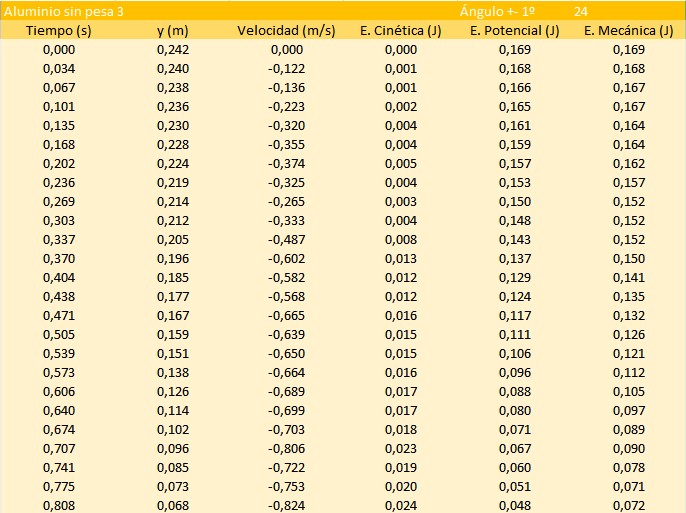 Aluminio sin pesa 3 Ángulo +- 1º 24
Tiempo (s) y (m) Velocidad (m/s) E. Cinética (J) E. Potencial (J) E. Mecánica (J)
0,000 0,242 0,000 0,000 0,169 0,169
0,034 0,240 -0,122 0,001 0,168 0,168
0,067 0,238 -0,136 0,001 0,166 0,167
0,101 0,236 -0,223 0,002 0,165 0,167
0,135 0,230 -0,320 0,004 0,161 0,164
0,168 0,228 -0,355 0,004 0,159 0,164
0,202 0,224 -0,374 0,005 0,157 0,162
0,236 0,219 -0,325 0,004 0,153 0,157
0,269 0,214 -0,265 0,003 0,150 0,152
0,303 0,212 -0,333 0,004 0,148 0,152
0,337 0,205 -0,487 0,008 0,143 0,152
0,370 0,196 -0,602 0,013 0,137 0,150
0,404 0,185 -0,582 0,012 0,129 0,141
0,438 0,177 -0,568 0,012 0,124 0,135
0,471 0,167 -0,665 0,016 0,117 0,132
0,505 0,159 -0,639 0,015 0,111 0,126
0,539 0,151 -0,650 0,015 0,106 0,121
0,573 0,138 -0,664 0,016 0,096 0,112
0,606 0,126 -0,689 0,017 0,088 0,105
0,640 0,114 -0,699 0,017 0,080 0,097
0,674 0,102 -0,703 0,018 0,071 0,089
0,707 0,096 -0,806 0,023 0,067 0,090
0,741 0,085 -0,722 0,019 0,060 0,078
0,775 0,073 -0,753 0,020 0,051 0,071
0,808 0,068 -0,824 0,024 0,048 0,072